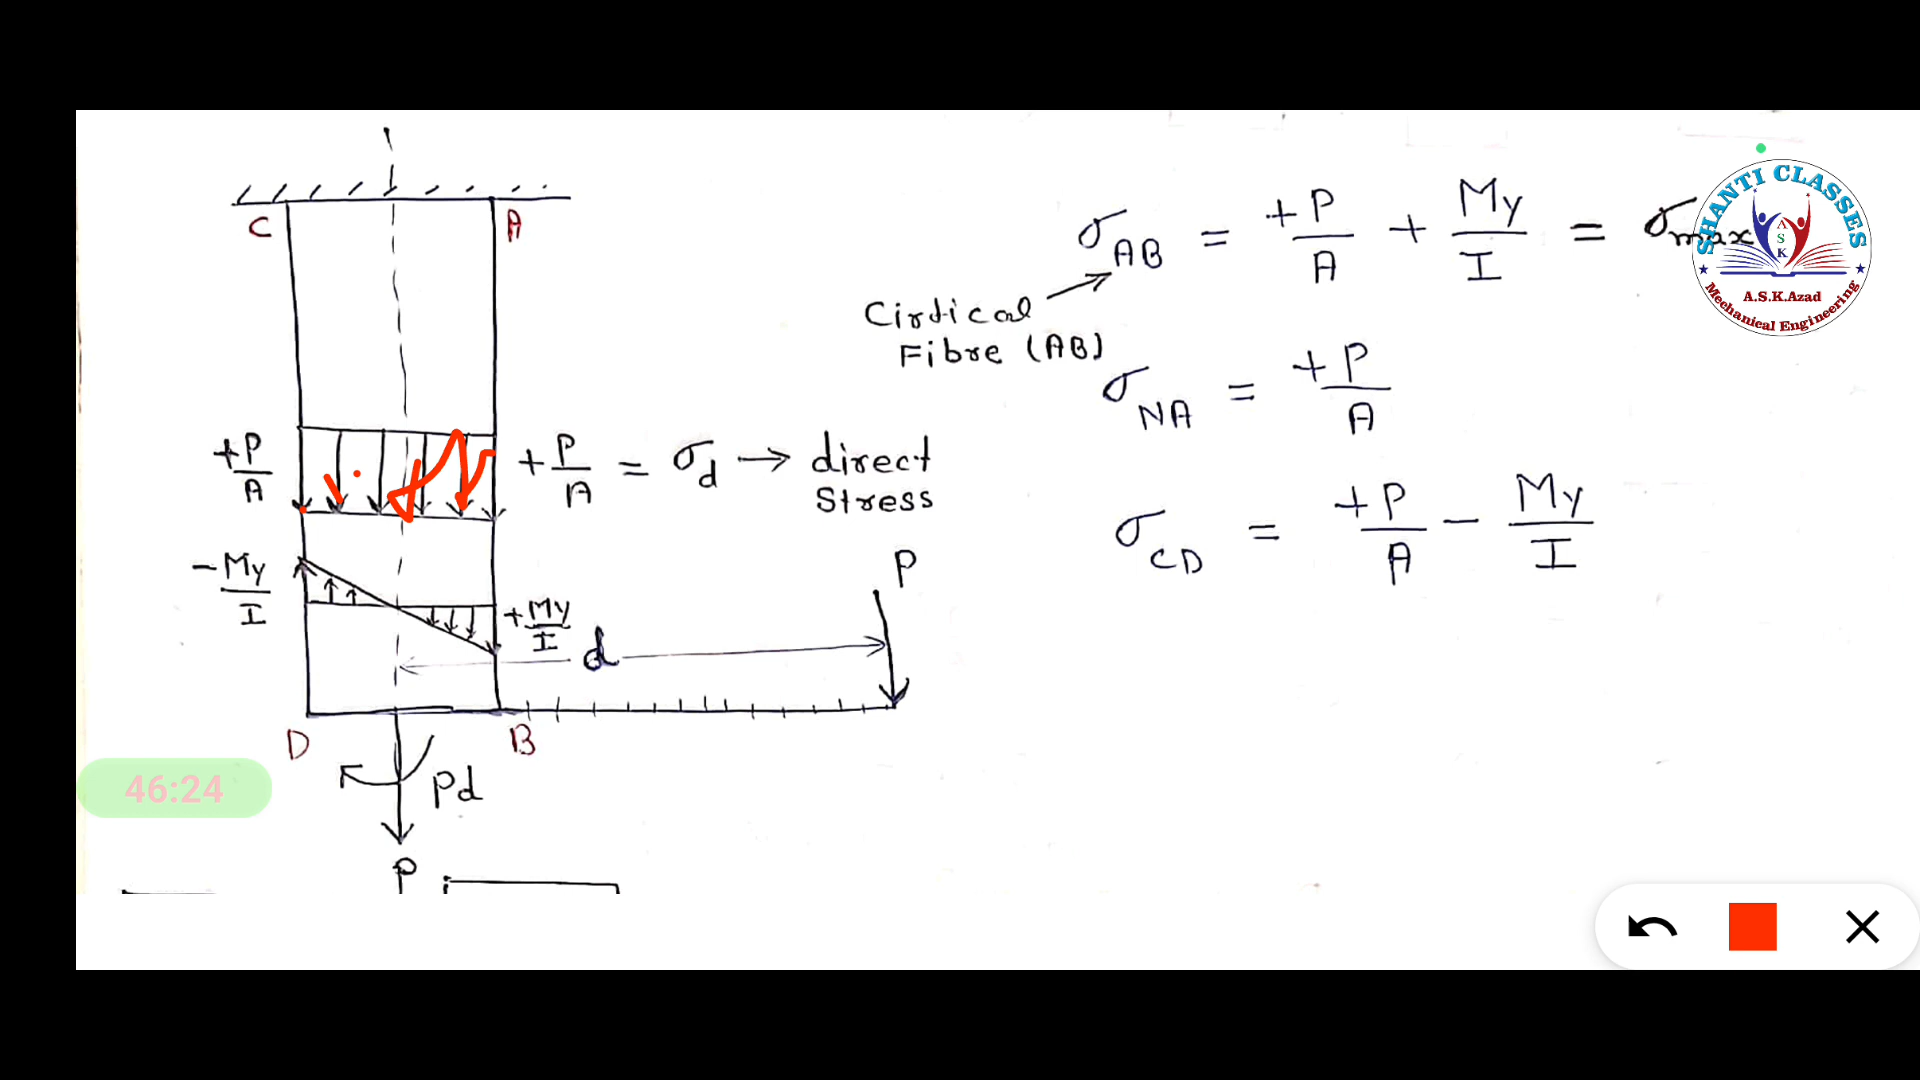 C
A
+P/A
+P/A = σd → direct
Stress
-My/I
+My/I
d
P
D
B
Pd
P
σAB = +P/A + My/I = σmax
Cirtical
Fibre (AB)
σNA = +P/A
σCD = +P/A - My/I
SHANTI CLASSES
A
S
K
A.S.K.Azad
Mechanical Engineering
46:24